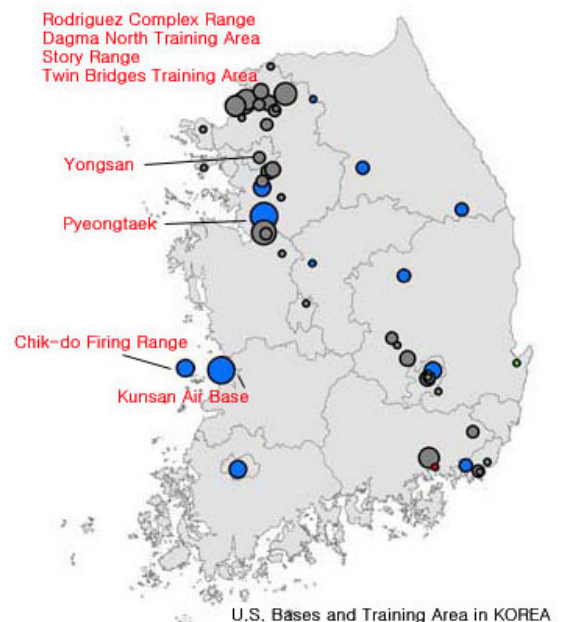 Rodriguez Complex Range
Dagma North Training Area
Story Range
Twin Bridges Training Area
Yongsan
Pyeongtaek
Chik-do Firing Range
Kunsan Air Base
U.S. Bases and Training Area in KOREA